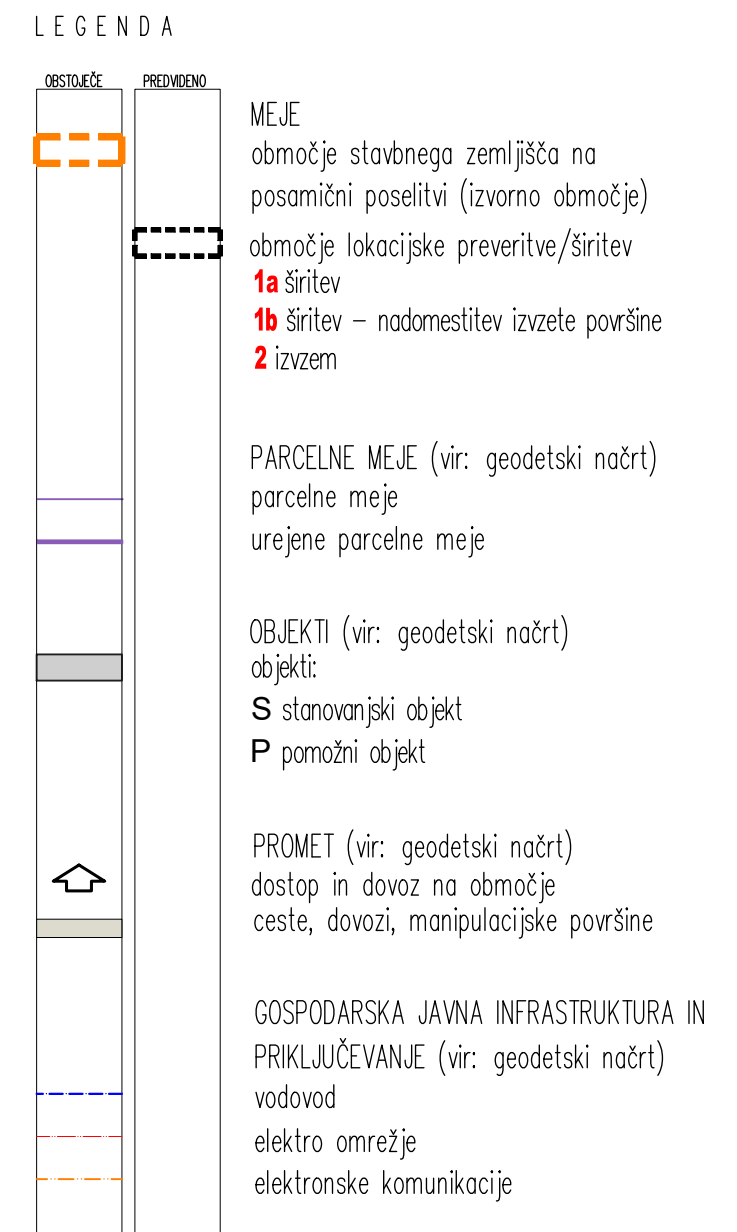 LEGENDA
OBSTOJEČE PREDVIDENO
MEJE
območje stavbnega zemljišča na
posamični poselitvi (izvorno območje)
območje lokacijske preveritve/širitev
1a širitev
1b širitev – nadomestitev izvzete površine
2 izvzem
PARCELNE MEJE (vir: geodetski načrt)
parcelne meje
urejene parcelne meje
OBJEKTI (vir: geodetski načrt)
objekti:
S stanovanjski objekt
P pomožni objekt
PROMET (vir: geodetski načrt)
dostop in dovoz na območje
ceste, dovozi, manipulacijske površine
GOSPODARSKA JAVNA INFRASTRUKTURA IN
PRIKLJUČEVANJE (vir: geodetski načrt)
vodovod
elektro omrežje
elektronske komunikacije